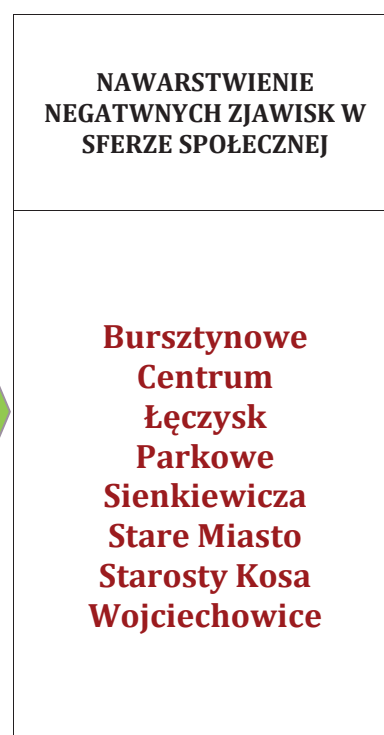 NAWARSTWIENIE
NEGATWNYCH ZJAWISK W
SFERZE SPOŁECZNEJ
Bursztynowe
Centrum
Łęczysk
Parkowe
Sienkiewicza
Stare Miasto
Starosty Kosa
Wojciechowice